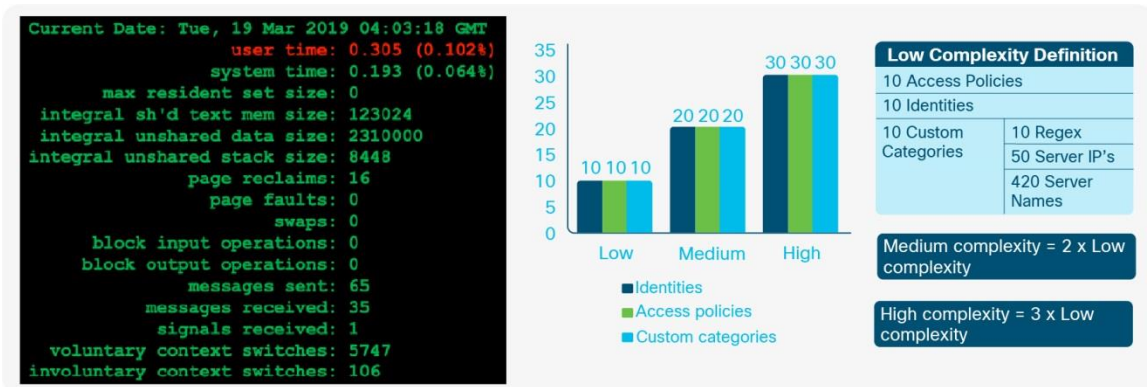 Current Date: Tue, 19 Mar 2019 04:03:18 GMT
user time: 0.305 (0.102%)
system time: 0.193 (0.064%)
max resident set size: 0
integral sh'd text mem size: 123024
integral unshared data size: 2310000
integral unshared stack size: 8448
page reclaims: 16
page faults: 0
swaps: 0
block input operations: 0
block output operations: 0
messages sent: 65
messages received: 35
signals received: 1
voluntary context switches: 5747
involuntary context switches: 106
35
30
25
20
15
10
5
0
10 10 10
20 20 20
30 30 30
Low Medium High
Identities
Access policies
Custom categories
Low Complexity Definition
10 Access Policies
10 Identities
10 Custom
Categories
10 Regex
50 Server IP's
420 Server
Names
Medium complexity = 2 x Low
complexity
High complexity = 3 x Low
complexity